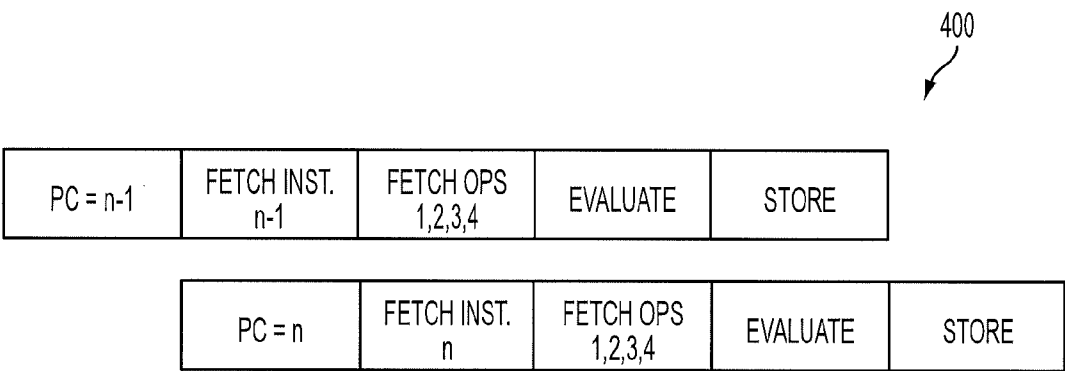 400
PC = n-1
FETCH INST.
n-1
FETCH OPS
1,2,3,4
EVALUATE
STORE
PC = n
FETCH INST.
n
FETCH OPS
1,2,3,4
EVALUATE
STORE